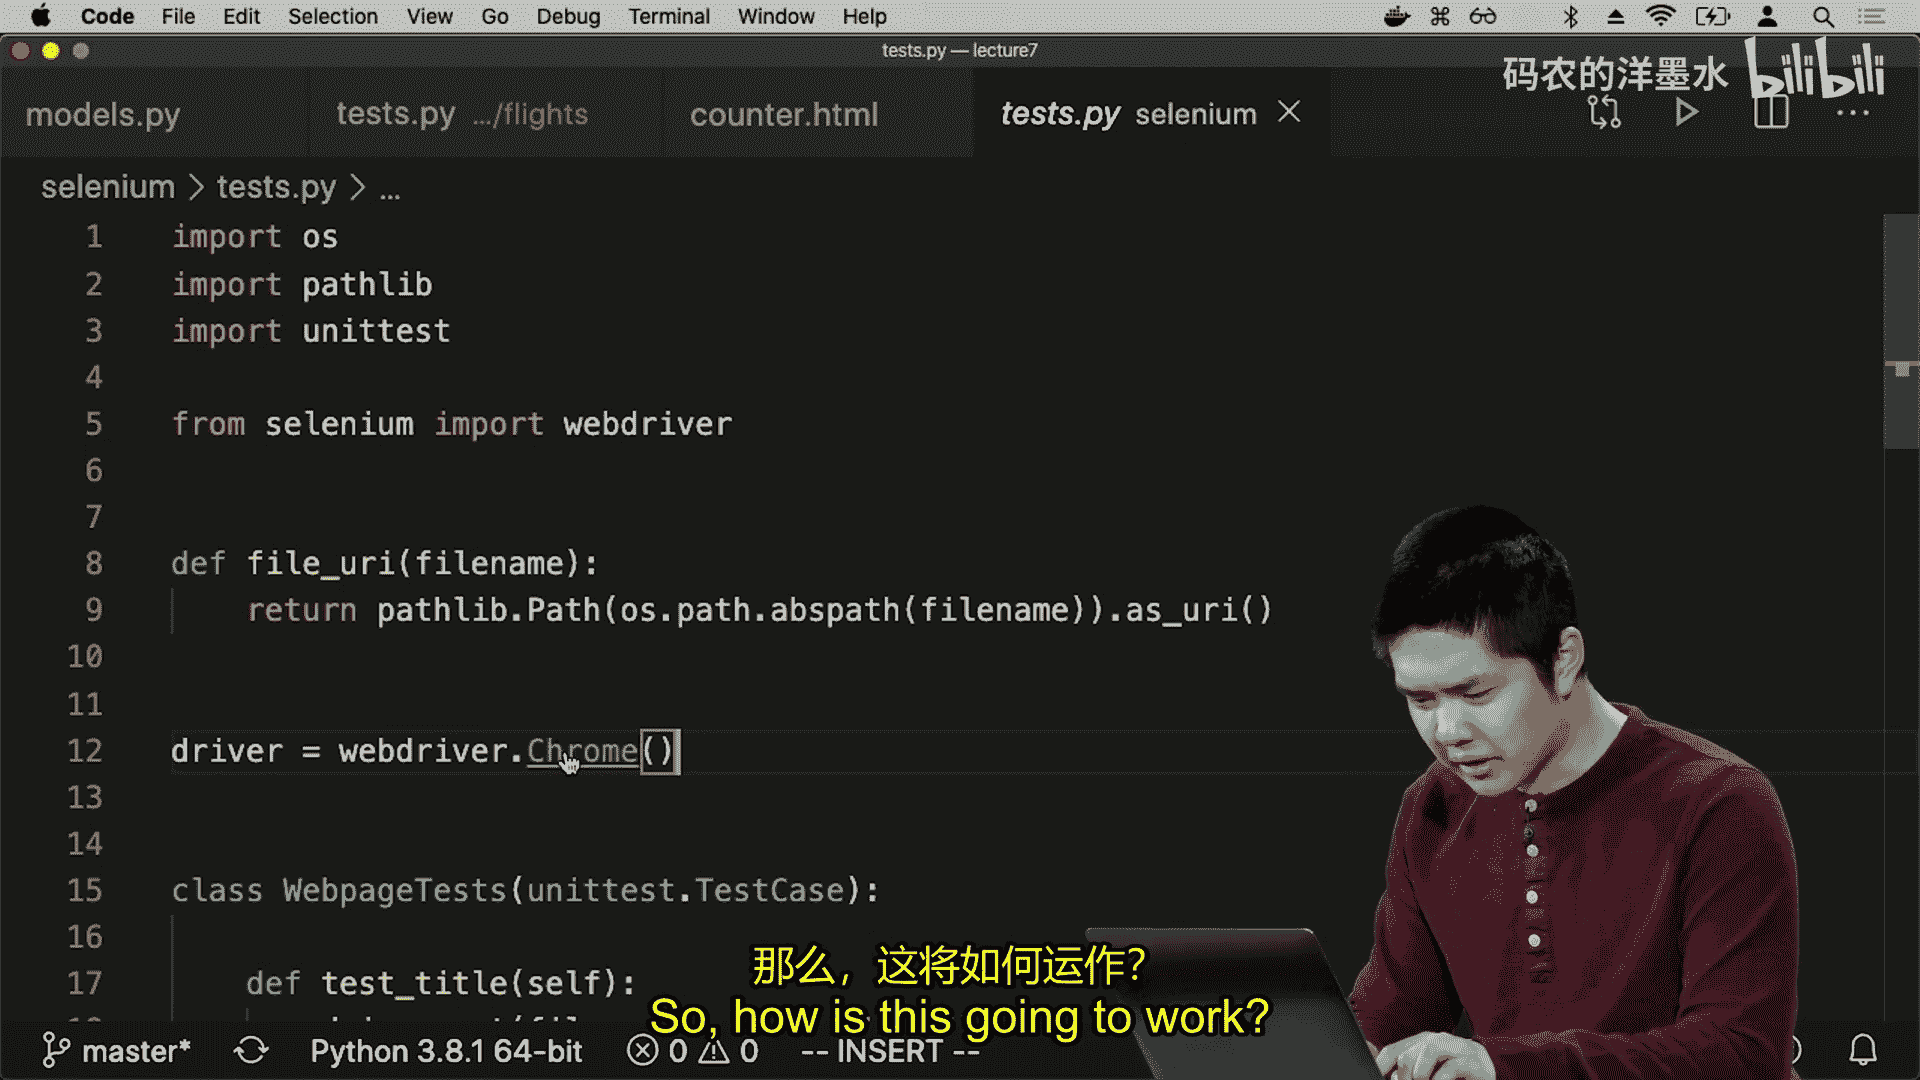 Code File Edit Selection View Go Debug Terminal Window Help
tests.py — lecture7
码农的洋墨水 bilibili
models.py tests.py .../flights counter.html tests.py selenium
selenium > tests.py > ...
1 import os
2 import pathlib
3 import unittest
4
5 from selenium import webdriver
6
7
8 def file_uri(filename):
9 return pathlib.Path(os.path.abspath(filename)).as_uri()
10
11
12 driver = webdriver.Chrome()
13
14
15 class WebpageTests(unittest.TestCase):
16
17 def test_title(self):
那么，这将如何运作？
So, how is this going to work?
master* Python 3.8.1 64-bit 0 0 -- INSERT --